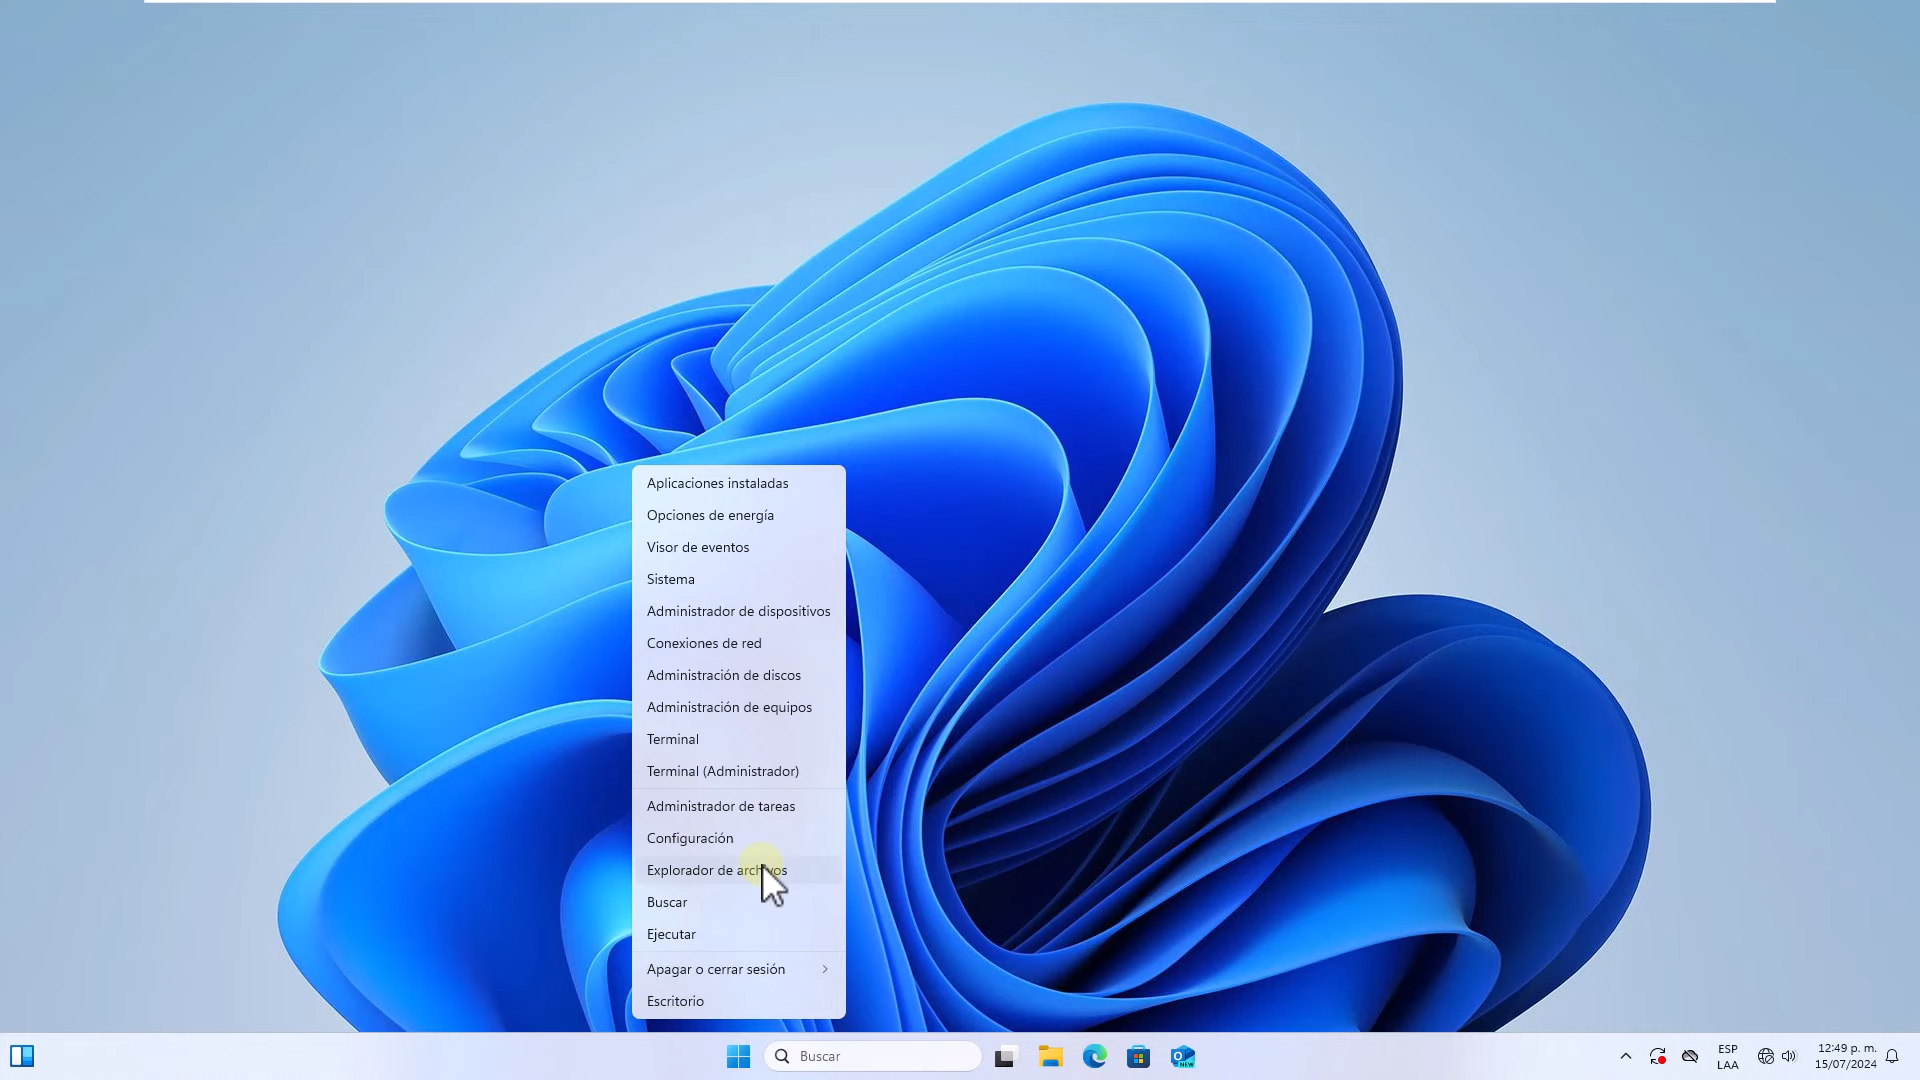 Aplicaciones instaladas
Opciones de energía
Visor de eventos
Sistema
Administrador de dispositivos
Conexiones de red
Administración de discos
Administración de equipos
Terminal
Terminal (Administrador)
Administrador de tareas
Configuración
Explorador de archivos
Buscar
Ejecutar
Apagar o cerrar sesión
Escritorio
Buscar
NEW
ESP
LAA
12:49 p. m.
15/07/2024